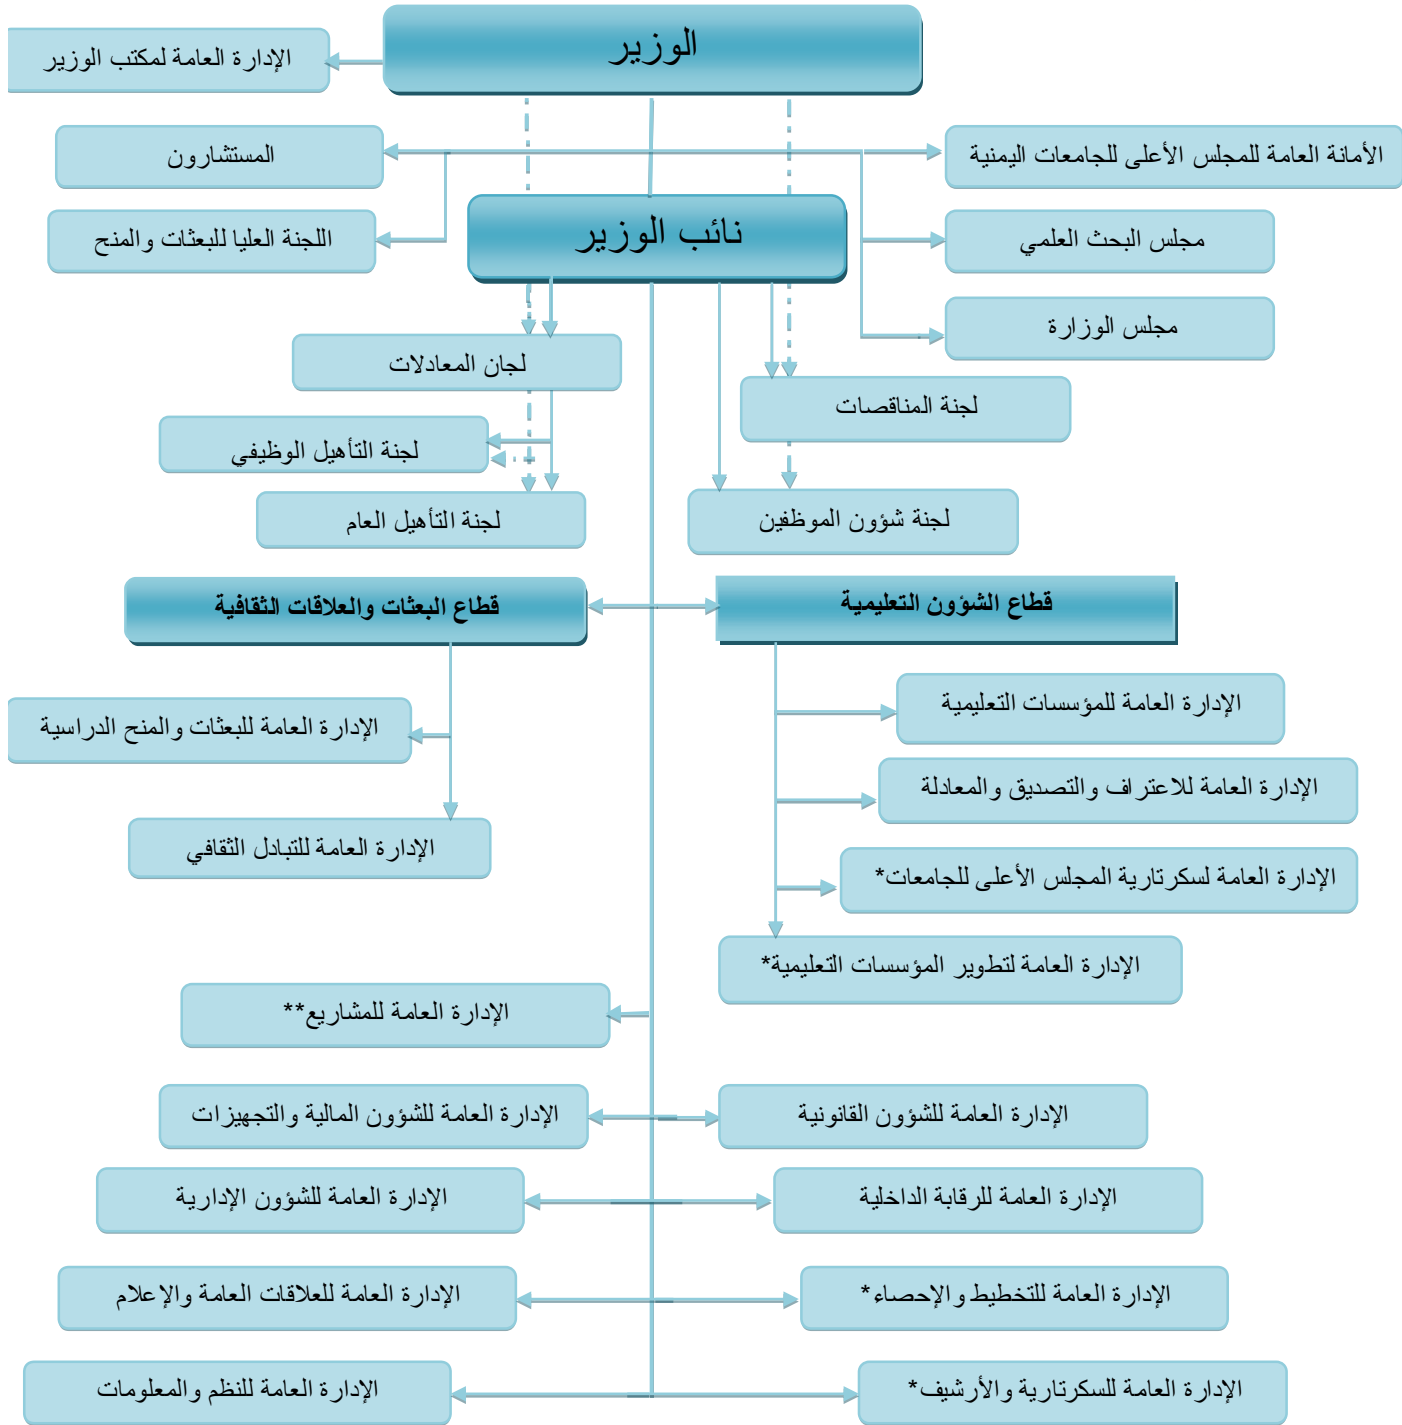 الوزير
الإدارة العامة لمكتب الوزير
الأمانة العامة للمجلس الأعلى للجامعات اليمنية
المستشارون
نائب الوزير
مجلس البحث العلمي
اللجنة العليا للبعثات والمنح
مجلس الوزارة
لجان المعادلات
لجنة المناقصات
لجنة التأهيل الوظيفي
لجنة شؤون الموظفين
لجنة التأهيل العام
قطاع الشؤون التعليمية
قطاع البعثات والعلاقات الثقافية
الإدارة العامة للمؤسسات التعليمية
الإدارة العامة للبعثات والمنح الدراسية
الإدارة العامة للاعتراف والتصديق والمعادلة
الإدارة العامة للتبادل الثقافي
الإدارة العامة لسكرتارية المجلس الأعلى للجامعات*
الإدارة العامة لتطوير المؤسسات التعليمية*
الإدارة العامة للمشاريع**
الإدارة العامة للشؤون القانونية
الإدارة العامة للشؤون المالية والتجهيزات
الإدارة العامة للرقابة الداخلية
الإدارة العامة للشؤون الإدارية
الإدارة العامة للتخطيط والإحصاء*
الإدارة العامة للعلاقات العامة والإعلام
الإدارة العامة للسكرتارية والأرشيف*
الإدارة العامة للنظم والمعلومات